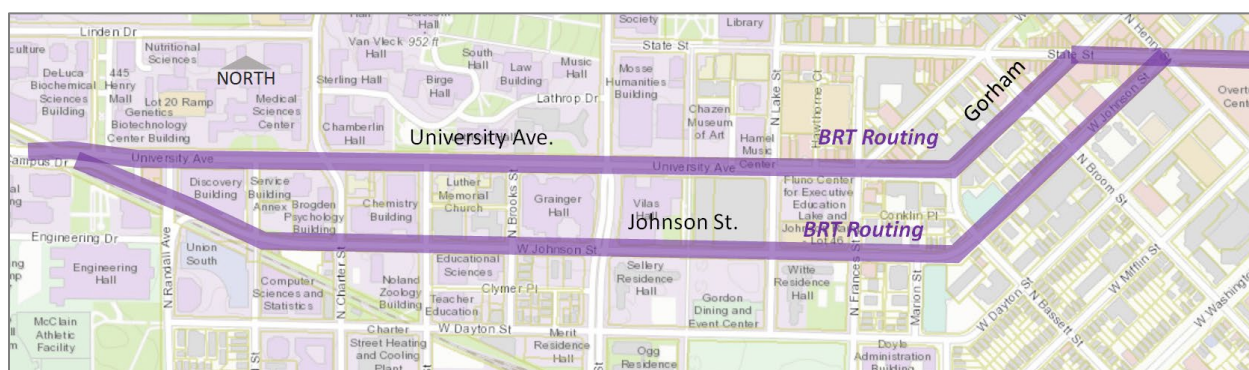 Linden Dr
Nutritional
Sciences
culture
DeLuca
Biochemical
Sciences
Building
445
Henry
Mall
Lot 20 Ramp
Genetics
Biotechnology
Center Building
NORTH
Medical
Sciences
Center
Hall
Hall
Van Vleck
Hall
952 ft
Sterling Hall
Chamberlin
Hall
South
Hall
Birge
Hall
Law
Building
Music
Hall
Lathrop Dr
Society
Library
State St
Mosse
Humanities
Building
Chazen
Museum
of Art
N Lake St
Hawthorne Ct
Hamel
Music
Center
University Ave.
BRT Routing
Gorham
State St
N Henry St
W Johnson St
Campus Dr
University Ave
University Ave
Discovery
Building
Service
Building
Annex
Brogden
Psychology
Building
Chemistry
Building
Luther
Memorial
Church
N Brooks St
Grainger
Hall
Vilas
Hall
Johnson St.
Fluno Center
for Executive
Education
Lake and
Lot 46
Conklin Pl
BRT Routing
W Johnson St
Engineering Dr
Engineering
Hall
N Randall Ave
Union
South
Computer
Sciences and
Statistics
N Charter St
Noland
Zoology
Building
Educational
Sciences
Teacher
Education
Clymer Pl
Sellery
Residence
Hall
Gordon
Dining and
Event Center
Witte
Residence
Hall
N Frances St
Marion St
N Broom St
W Mifflin St
W Dayton St
N Bassett St
W Washington
McClain
Athletic
Facility
Charter
Street Heating
and Cooling
Plant
W Dayton St
Merit
Residence
Hall
Ogg
Residence
Doyle
Administration
Building